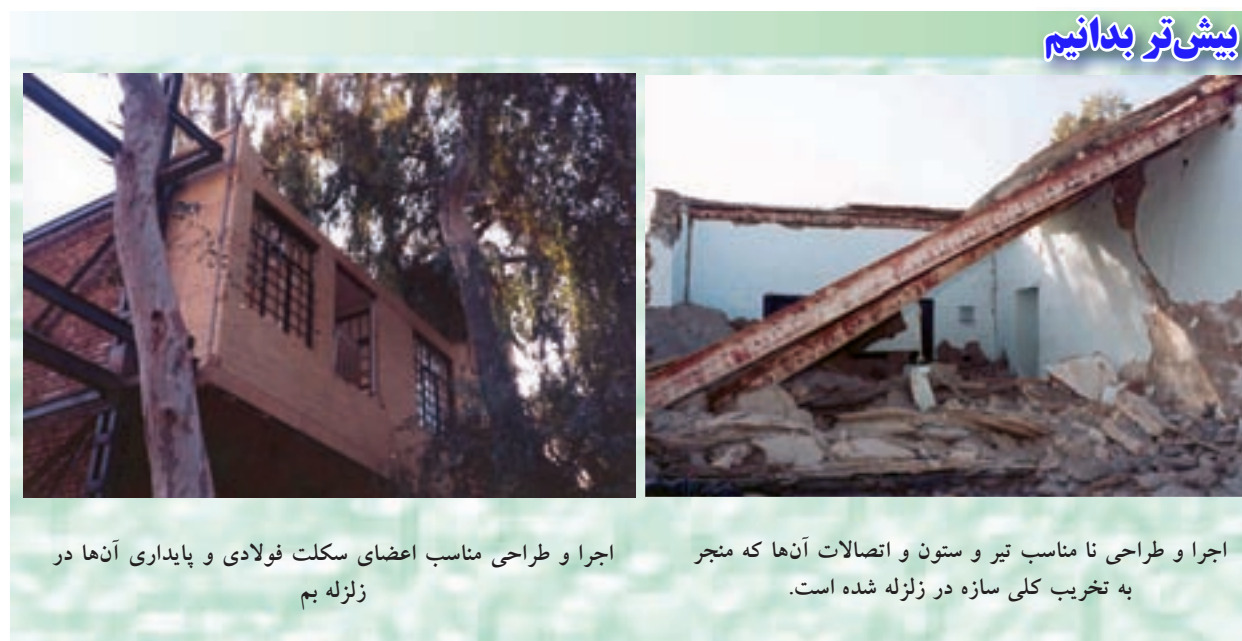 بیش‌تر بدانیم
اجرا و طراحی نا مناسب تیر و ستون و اتصالات آن‌ها که منجر
به تخریب کلی سازه در زلزله شده است.
اجرا و طراحی مناسب اعضای سکلت فولادی و پایداری آن‌ها در
زلزله بم